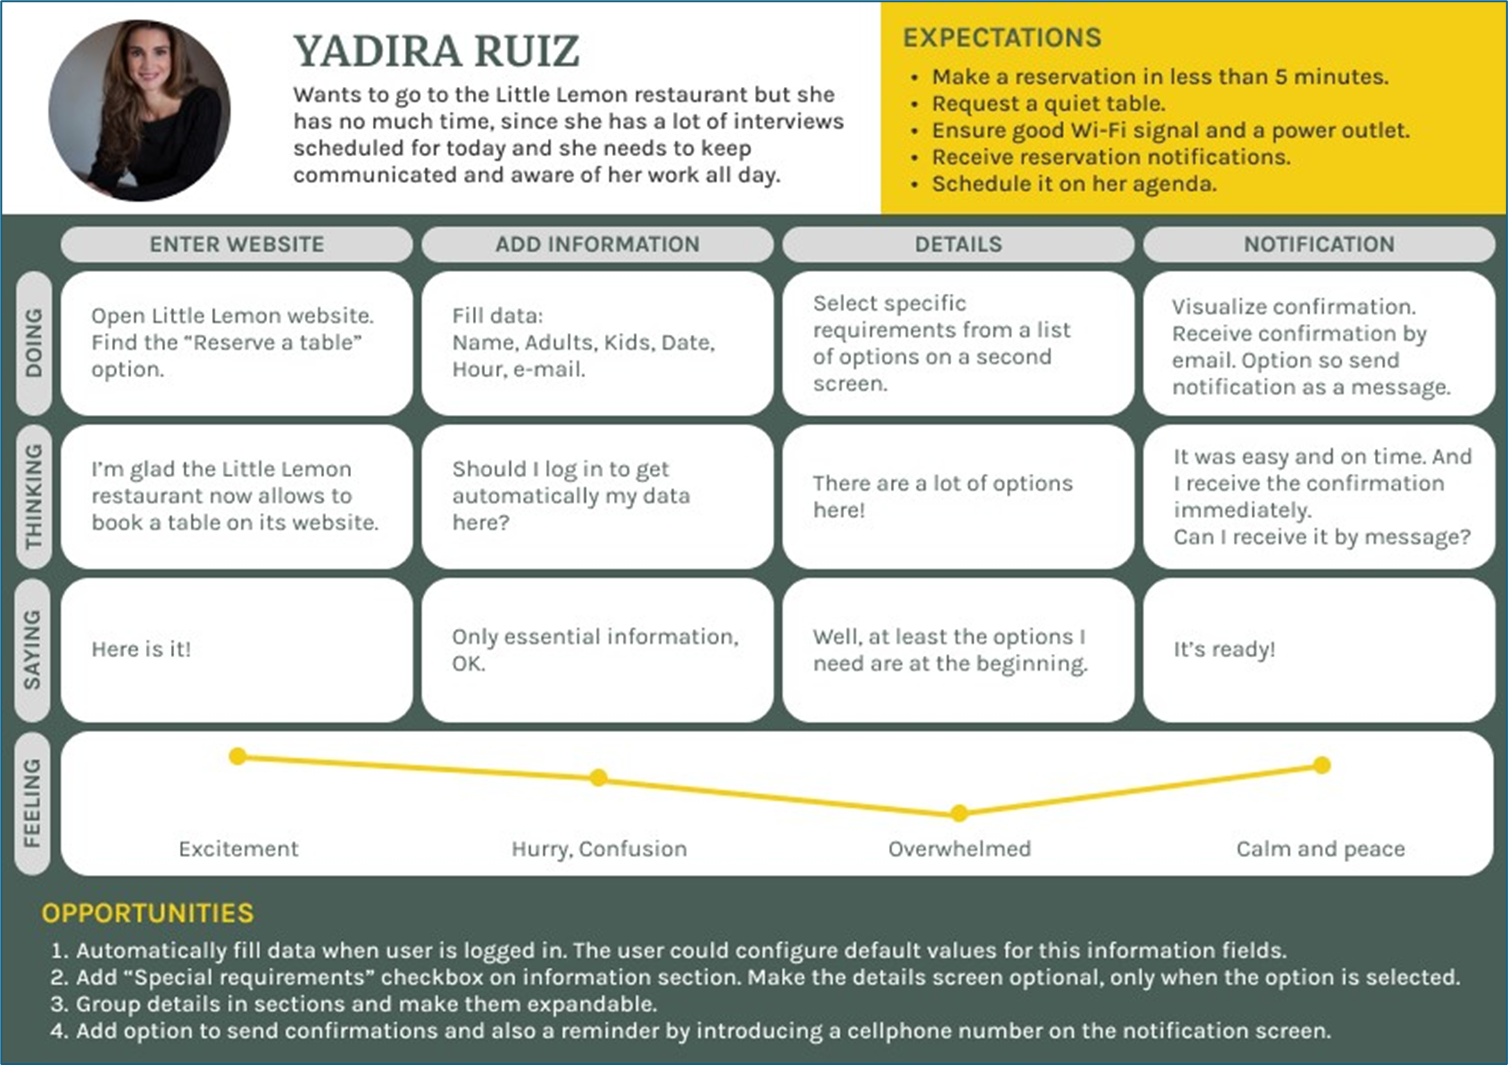 YADIRA RUIZ
Wants to go to the Little Lemon restaurant but she
has no much time, since she has a lot of interviews
scheduled for today and she needs to keep
communicated and aware of her work all day.
EXPECTATIONS
• Make a reservation in less than 5 minutes.
• Request a quiet table.
• Ensure good Wi-Fi signal and a power outlet.
• Receive reservation notifications.
• Schedule it on her agenda.
ENTER WEBSITE
ADD INFORMATION
DETAILS
NOTIFICATION
DOING
Open Little Lemon website.
Find the “Reserve a table”
option.
Fill data:
Name, Adults, Kids, Date,
Hour, e-mail.
Select specific
requirements from a list
of options on a second
screen.
Visualize confirmation.
Receive confirmation by
email. Option so send
notification as a message.
THINKING
I’m glad the Little Lemon
restaurant now allows to
book a table on its website.
Should I log in to get
automatically my data
here?
There are a lot of options
here!
It was easy and on time. And
I receive the confirmation
immediately.
Can I receive it by message?
SAYING
Here is it!
Only essential information,
OK.
Well, at least the options I
need are at the beginning.
It’s ready!
FEELING
Excitement
Hurry, Confusion
Overwhelmed
Calm and peace
OPPORTUNITIES
1. Automatically fill data when user is logged in. The user could configure default values for this information fields.
2. Add “Special requirements” checkbox on information section. Make the details screen optional, only when the option is selected.
3. Group details in sections and make them expandable.
4. Add option to send confirmations and also a reminder by introducing a cellphone number on the notification screen.